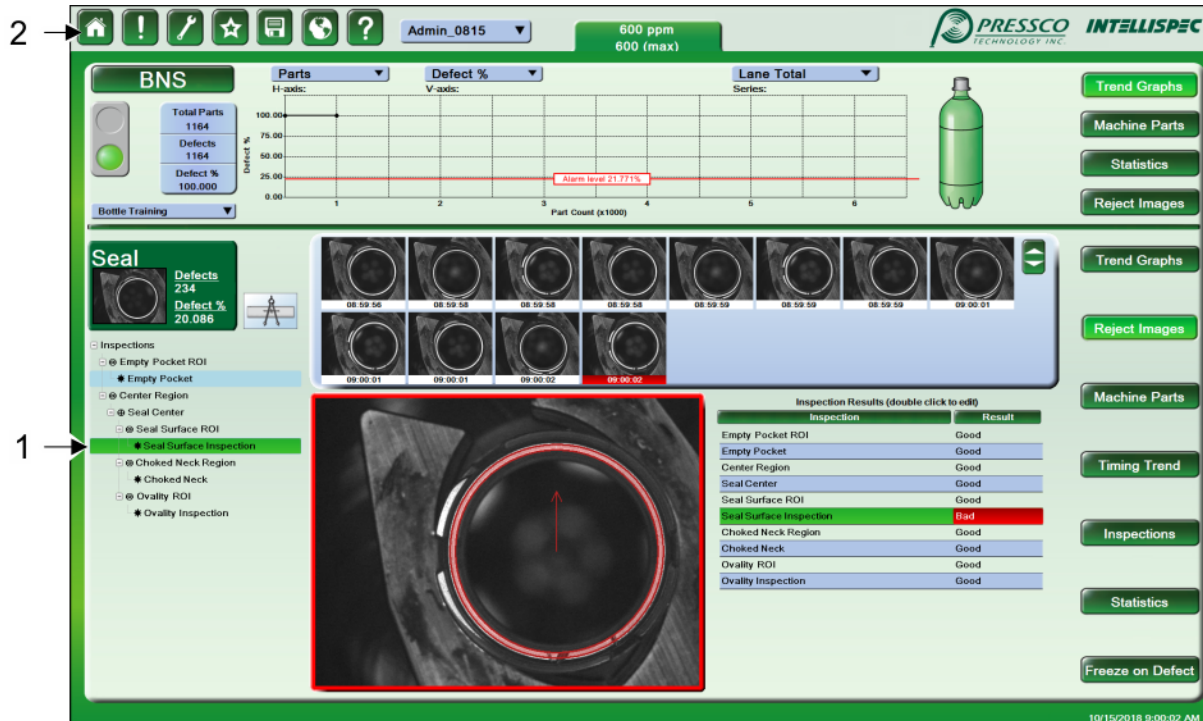 2
Admin_0815
600 ppm
600 (max)
PRESSCO
TECHNOLOGY INC.
INTELLISPEC
BNS
Total Parts
1164
Defects
1164
Defect %
100.000
Bottle Training
Parts
H-axis:
Defect %
V-axis:
Lane Total
Series:
Defect %
100.00
75.00
50.00
25.00
0.00
Alarm level 21.771%
1 2 3 4 5 6
Part Count (x1000)
Trend Graphs
Machine Parts
Statistics
Reject Images
Seal
Defects
234
Defect %
20.086
08:59:56 08:59:58 08:59:58 08:59:58 08:59:59 08:59:59 08:59:59 09:00:01
09:00:01 09:00:01 09:00:02 09:00:02
1
Inspections
Empty Pocket ROI
Empty Pocket
Center Region
Seal Center
Seal Surface ROI
Seal Surface Inspection
Choked Neck Region
Choked Neck
Ovality ROI
Ovality Inspection
Inspection Results (double click to edit)
Inspection Result
Empty Pocket ROI Good
Empty Pocket Good
Center Region Good
Seal Center Good
Seal Surface ROI Good
Seal Surface Inspection Bad
Choked Neck Region Good
Choked Neck Good
Ovality ROI Good
Ovality Inspection Good
Trend Graphs
Reject Images
Machine Parts
Timing Trend
Inspections
Statistics
Freeze on Defect
10/15/2018 9:00:02 AM